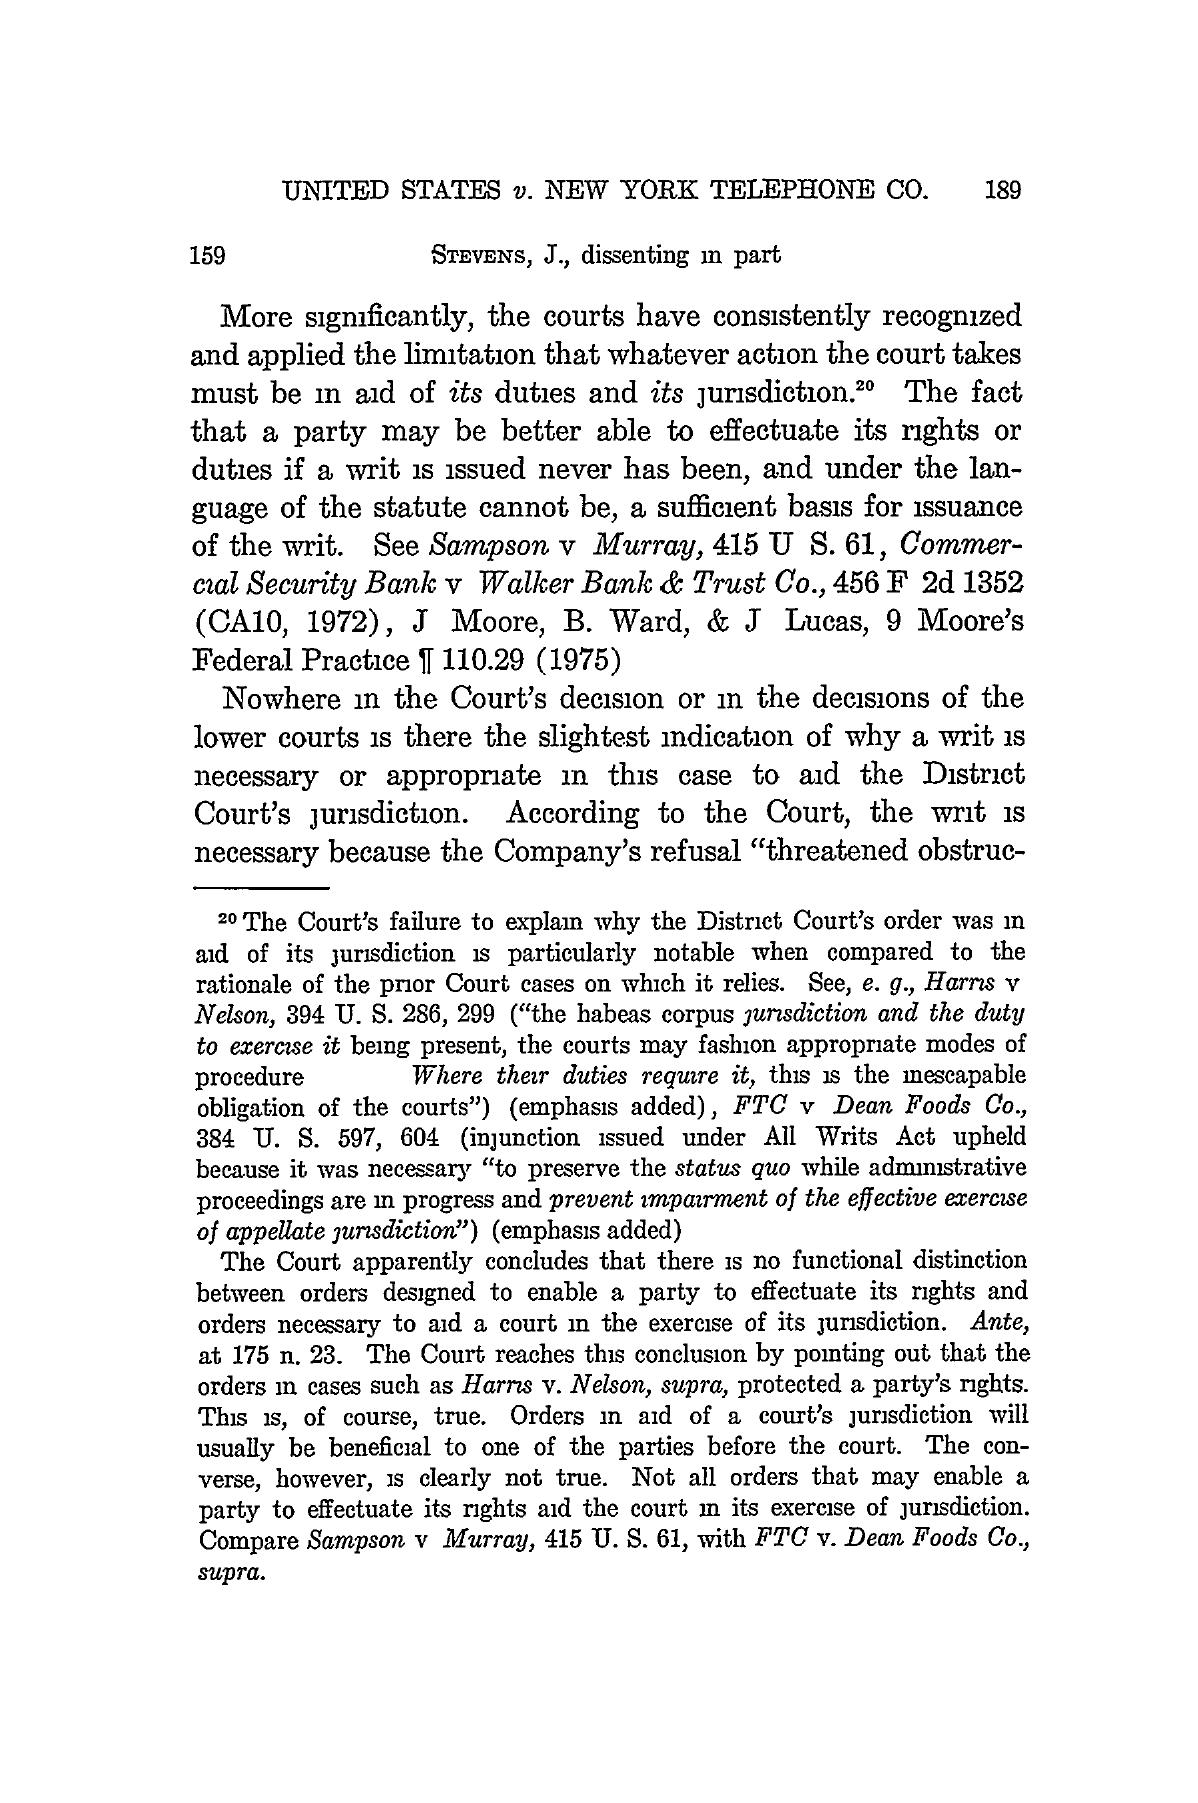 UNITED STATES v. NEW YORK TELEPHONE CO. 189
159 STEVENS, J., dissenting in part
More significantly, the courts have consistently recognized
and applied the limitation that whatever action the court takes
must be in aid of its duties and its jurisdiction.20 The fact
that a party may be better able to effectuate its rights or
duties if a writ is issued never has been, and under the lan-
guage of the statute cannot be, a sufficient basis for issuance
of the writ. See Sampson v Murray, 415 U S. 61, Commer-
cial Security Bank v Walker Bank & Trust Co., 456 F 2d 1352
(CA10, 1972), J Moore, B. Ward, & J Lucas, 9 Moore's
Federal Practice ¶ 110.29 (1975)
Nowhere in the Court's decision or in the decisions of the
lower courts is there the slightest indication of why a writ is
necessary or appropriate in this case to aid the District
Court's jurisdiction. According to the Court, the writ is
necessary because the Company's refusal "threatened obstruc-
20 The Court's failure to explain why the District Court's order was in
aid of its jurisdiction is particularly notable when compared to the
rationale of the prior Court cases on which it relies. See, e. g., Harris v
Nelson, 394 U. S. 286, 299 ("the habeas corpus jurisdiction and the duty
to exercise it being present, the courts may fashion appropriate modes of
procedure Where their duties require it, this is the inescapable
obligation of the courts") (emphasis added), FTC v Dean Foods Co.,
384 U. S. 597, 604 (injunction issued under All Writs Act upheld
because it was necessary "to preserve the status quo while administrative
proceedings are in progress and prevent impairment of the effective exercise
of appellate jurisdiction") (emphasis added)
The Court apparently concludes that there is no functional distinction
between orders designed to enable a party to effectuate its rights and
orders necessary to aid a court in the exercise of its jurisdiction. Ante,
at 175 n. 23. The Court reaches this conclusion by pointing out that the
orders in cases such as Harris v. Nelson, supra, protected a party's rights.
This is, of course, true. Orders in aid of a court's jurisdiction will
usually be beneficial to one of the parties before the court. The con-
verse, however, is clearly not true. Not all orders that may enable a
party to effectuate its rights aid the court in its exercise of jurisdiction.
Compare Sampson v Murray, 415 U. S. 61, with FTC v. Dean Foods Co.,
supra.